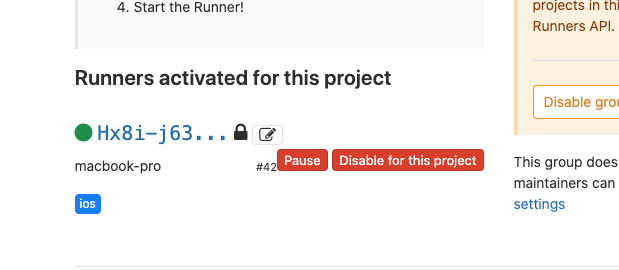 4. Start the Runner!
Runners activated for this project
Hx8i-j63...
macbook-pro
#42
Pause
Disable for this project
ios
projects in thi
Runners API.
Disable grou
This group does
maintainers can
settings